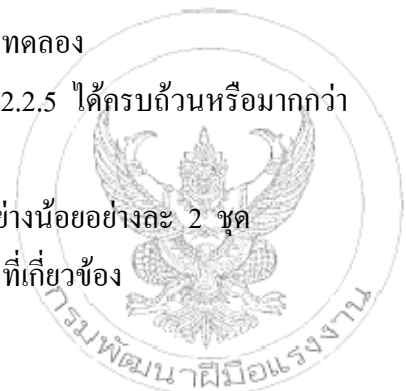 ทดลอง
2.2.5 ได้ครบถ้วนหรือมากกว่า
อย่างน้อยอย่างละ 2 ชุด
ที่เกี่ยวข้อง
กรมพัฒนาฝีมือแรงงาน